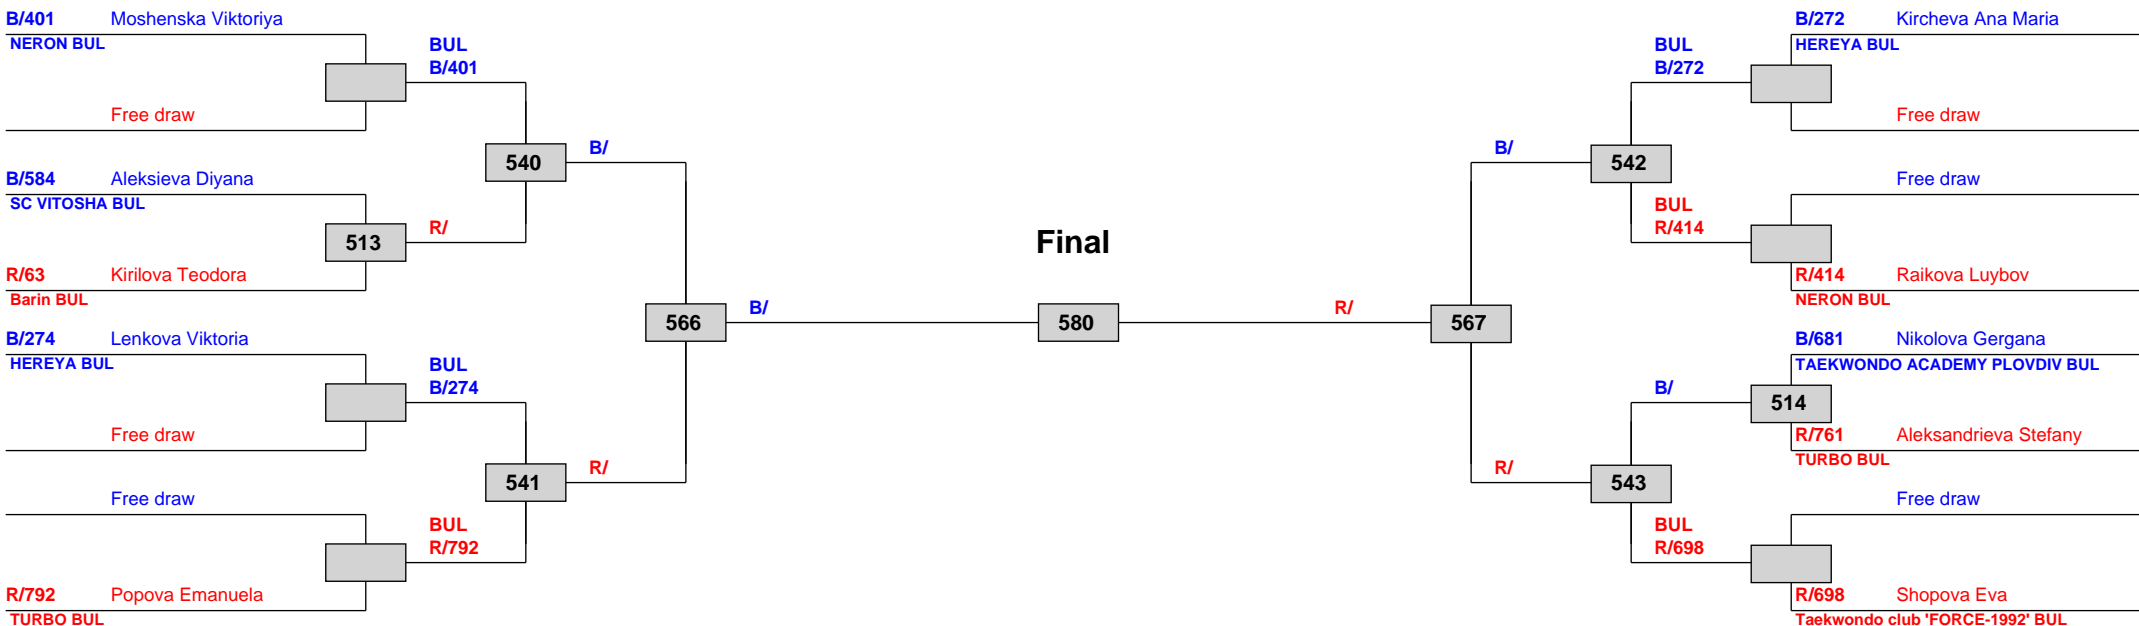 B/401 Moshenska Viktoriya
NERON BUL
BUL
B/401
Free draw
540
B/
B/584 Aleksieva Diyana
SC VITOSHA BUL
513
R/
R/63 Kirilova Teodora
Barin BUL
566
B/
B/274 Lenkova Viktoria
HEREYA BUL
BUL
B/274
Free draw
541
R/
Free draw
BUL
R/792
R/792 Popova Emanuela
TURBO BUL
Final
580
B/272 Kircheva Ana Maria
HEREYA BUL
BUL
B/272
Free draw
B/
542
Free draw
BUL
R/414
R/414 Raikova Luybov
NERON BUL
R/
567
B/681 Nikolova Gergana
TAEKWONDO ACADEMY PLOVDIV BUL
B/
514
R/761 Aleksandrieva Stefany
TURBO BUL
R/
543
Free draw
BUL
R/698
R/698 Shopova Eva
Taekwondo club 'FORCE-1992' BUL